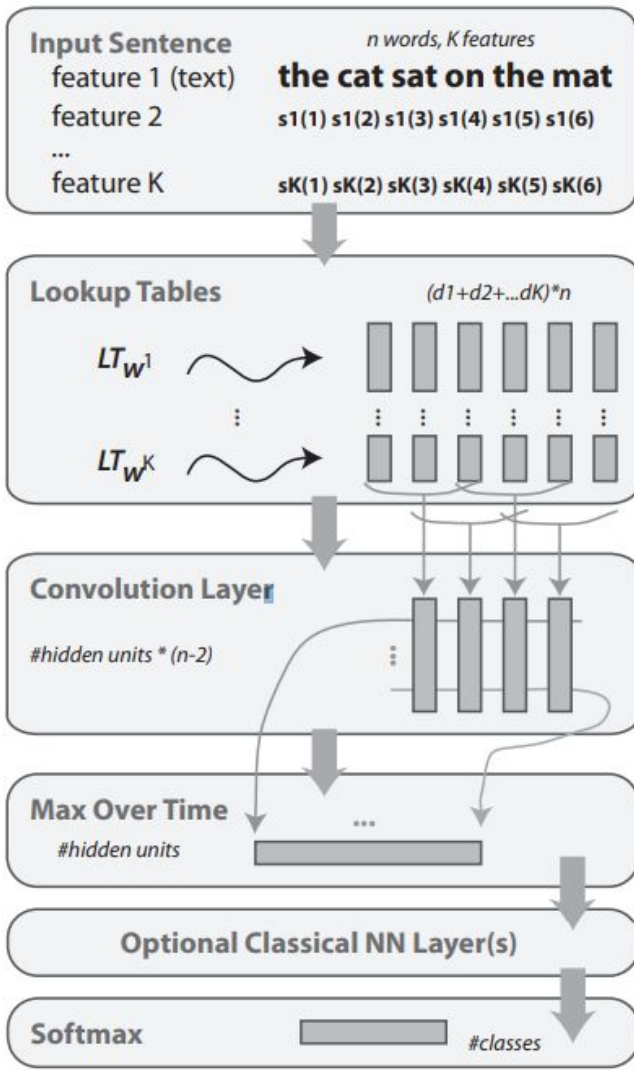 Input Sentence
n words, K features
feature 1 (text) the cat sat on the mat
feature 2 s1(1) s1(2) s1(3) s1(4) s1(5) s1(6)
...
feature K sK(1) sK(2) sK(3) sK(4) sK(5) sK(6)
Lookup Tables
(d1+d2+...dK)*n
LTW1
...
LTWK
Convolution Layer
#hidden units * (n-2)
Max Over Time
...
#hidden units
Optional Classical NN Layer(s)
Softmax
#classes